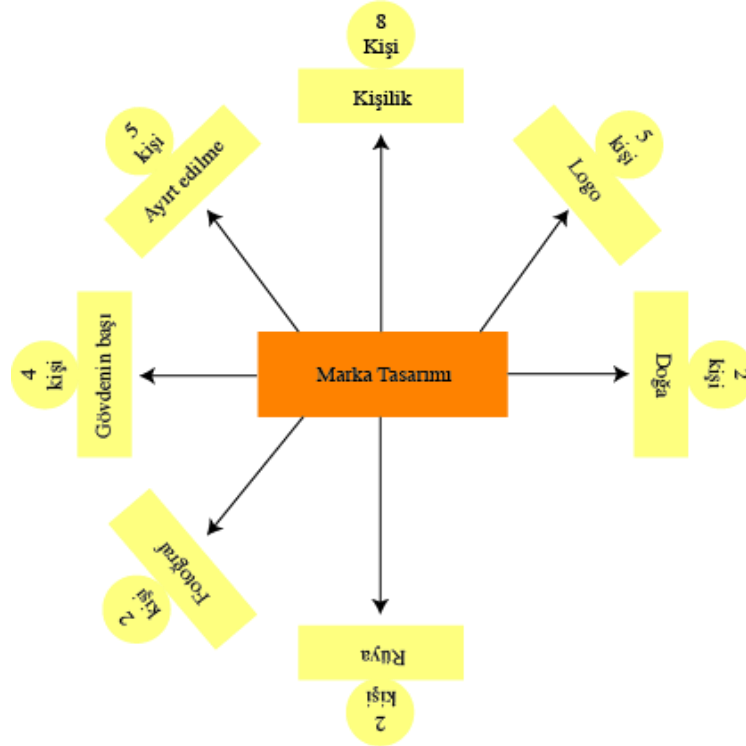 8
Kişi
Kişilik
5
kişi
Logo
2
kişi
Doğa
2
kişi
Rüya
2
kişi
Fotoğraf
4
kişi
Gövdenin başı
5
kişi
Ayırt edilme
Marka Tasarımı